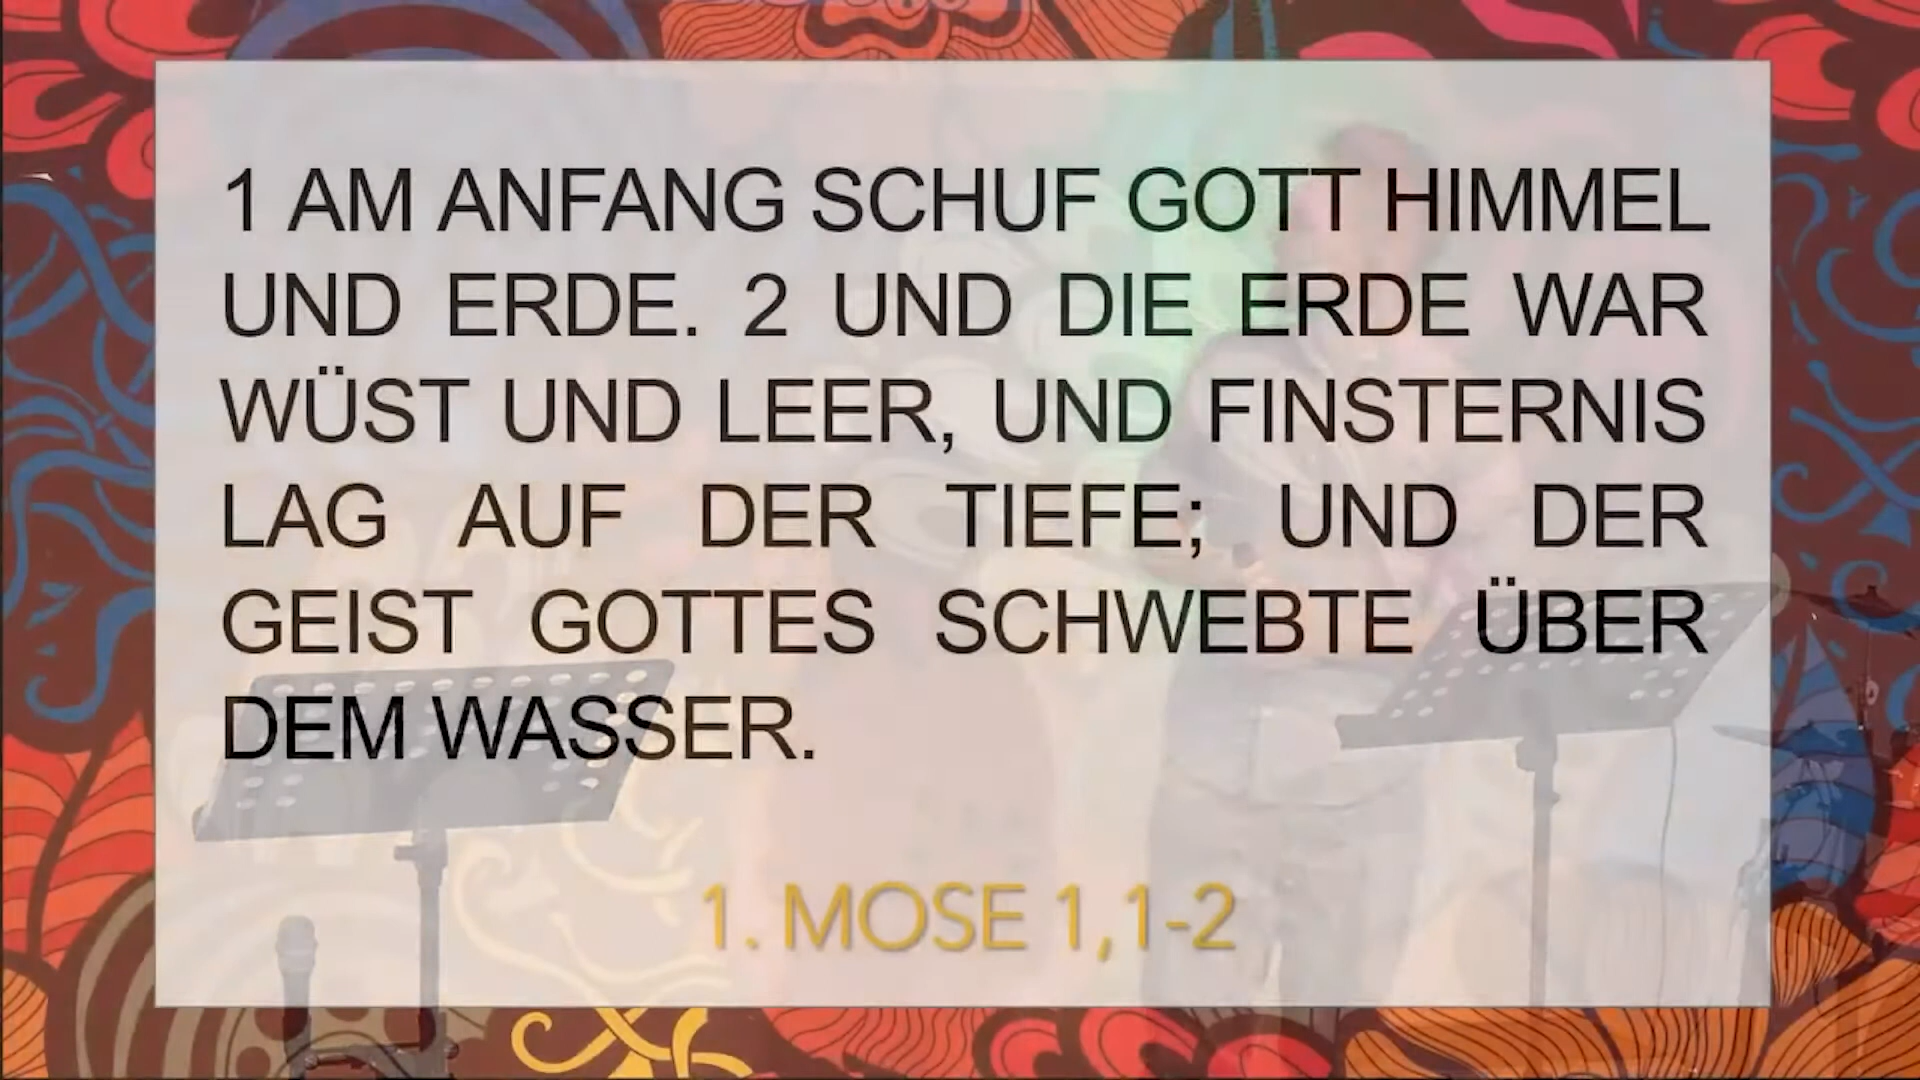 1 AM ANFANG SCHUF GOTT HIMMEL
UND ERDE. 2 UND DIE ERDE WAR
WÜST UND LEER, UND FINSTERNIS
LAG AUF DER TIEFE; UND DER
GEIST GOTTES SCHWEBTE ÜBER
DEM WASSER.
1. MOSE 1,1-2